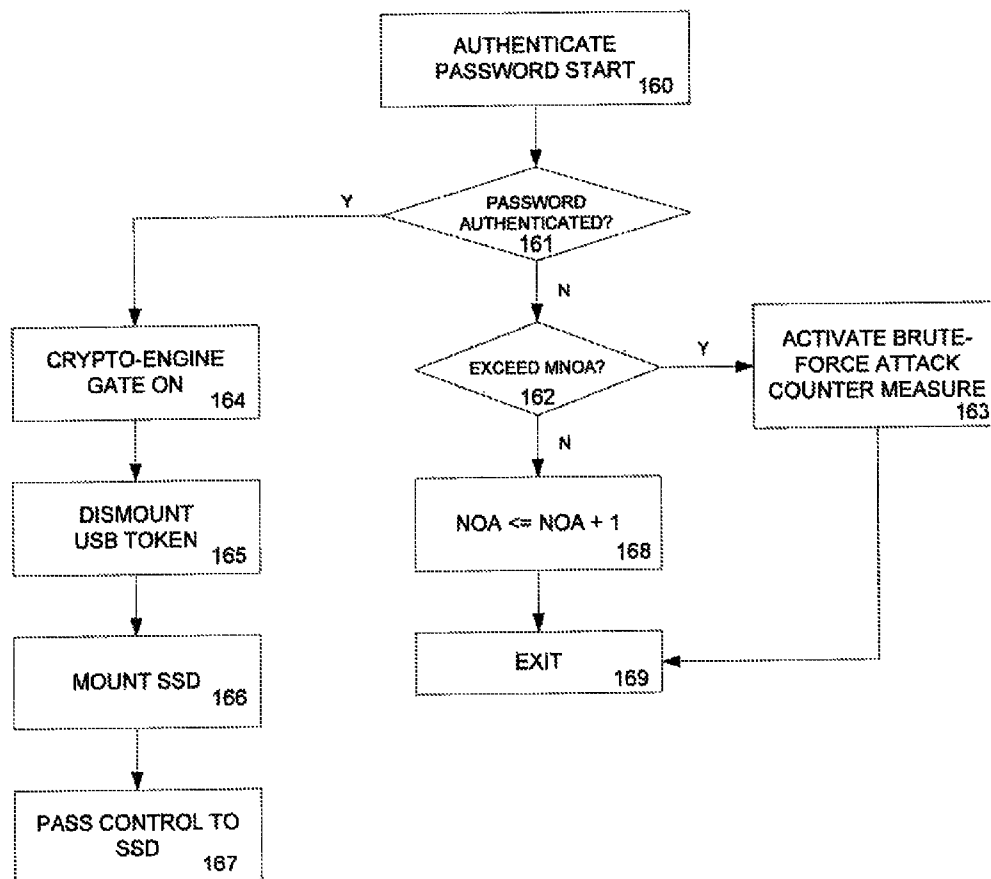 AUTHENTICATE
PASSWORD START
160
PASSWORD
AUTHENTICATED?
161
Y
N
CRYPTO-ENGINE
GATE ON
164
EXCEED MNOA?
162
Y
N
ACTIVATE BRUTE-
FORCE ATTACK
COUNTER MEASURE
163
DISMOUNT
USB TOKEN
165
NOA <= NOA + 1
168
MOUNT SSD
166
EXIT
169
PASS CONTROL TO
SSD
167